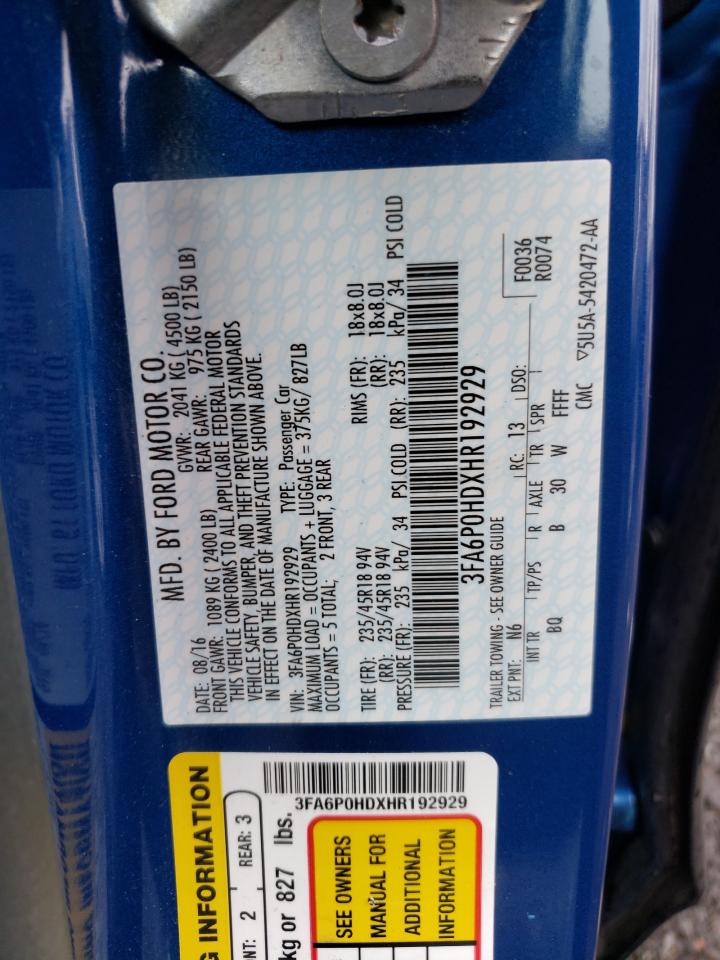 MFD. BY FORD MOTOR CO.
DATE: 08/16 GVWR: 2041 KG ( 4500 LB)
FRONT GAWR: 1089 KG ( 2400 LB) REAR GAWR: 975 KG ( 2150 LB)
THIS VEHICLE CONFORMS TO ALL APPLICABLE FEDERAL MOTOR
VEHICLE SAFETY, BUMPER, AND THEFT PREVENTION STANDARDS
IN EFFECT ON THE DATE OF MANUFACTURE SHOWN ABOVE.
VIN: 3FA6P0HDXHR192929 TYPE: Passenger Car
MAXIMUM LOAD = OCCUPANTS + LUGGAGE = 375KG/ 827LB
OCCUPANTS = 5 TOTAL; 2 FRONT, 3 REAR
TIRE (FR): 235/45R18 94V RIMS (FR): 18x8.0J
(RR): 235/45R18 94V (RR): 18x8.0J
PRESSURE (FR): 235 kPa/ 34 PSI COLD (RR): 235 kPa/ 34 PSI COLD
3FA6P0HDXHR192929
TRAILER TOWING - SEE OWNER GUIDE F0036
EXT PNT: N6 RC: 13 DSO: R0074
INT TR TP/PS R AXLE TR SPR
BQ B 30 W FFFF
CMC ▽5U5A-5420472-AA
3FA6P0HDXHR192929
G INFORMATION
NT: 2 REAR: 3
kg or 827 lbs.
SEE OWNERS
MANUAL FOR
ADDITIONAL
INFORMATION